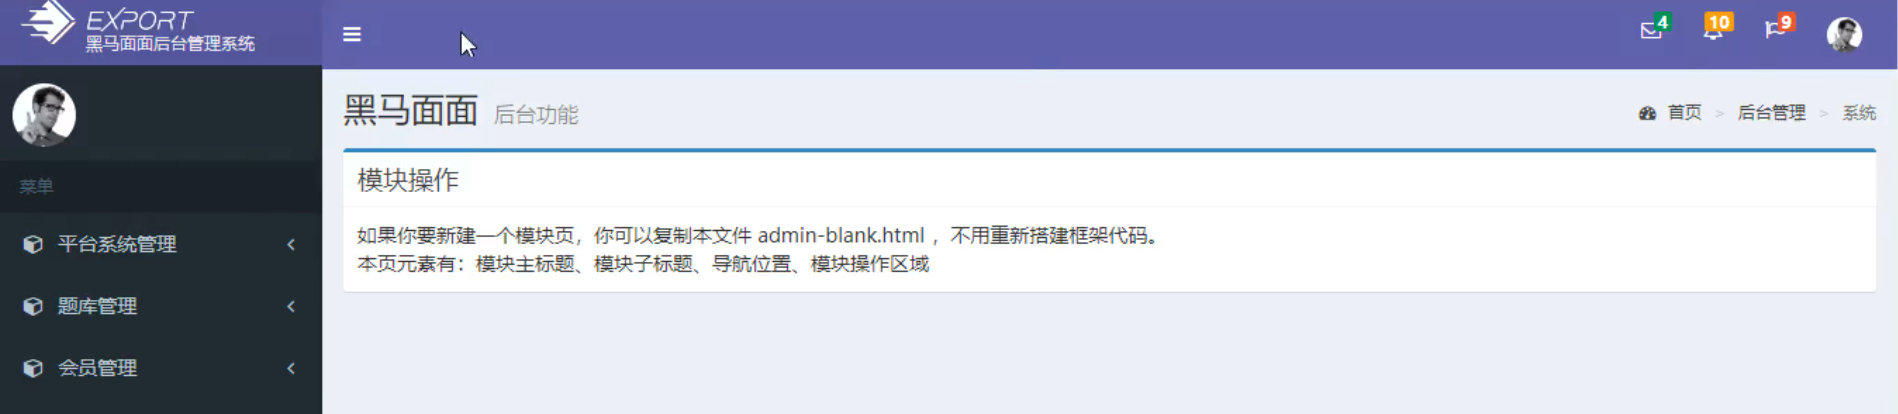 EXPORT
黑马面面后台管理系统
4
10
9
黑马面面 后台功能
首页 > 后台管理 > 系统
菜单
模块操作
平台系统管理
如果你要新建一个模块页，你可以复制本文件 admin-blank.html ，不用重新搭建框架代码。
本页元素有：模块主标题、模块子标题、导航位置、模块操作区域
题库管理
会员管理